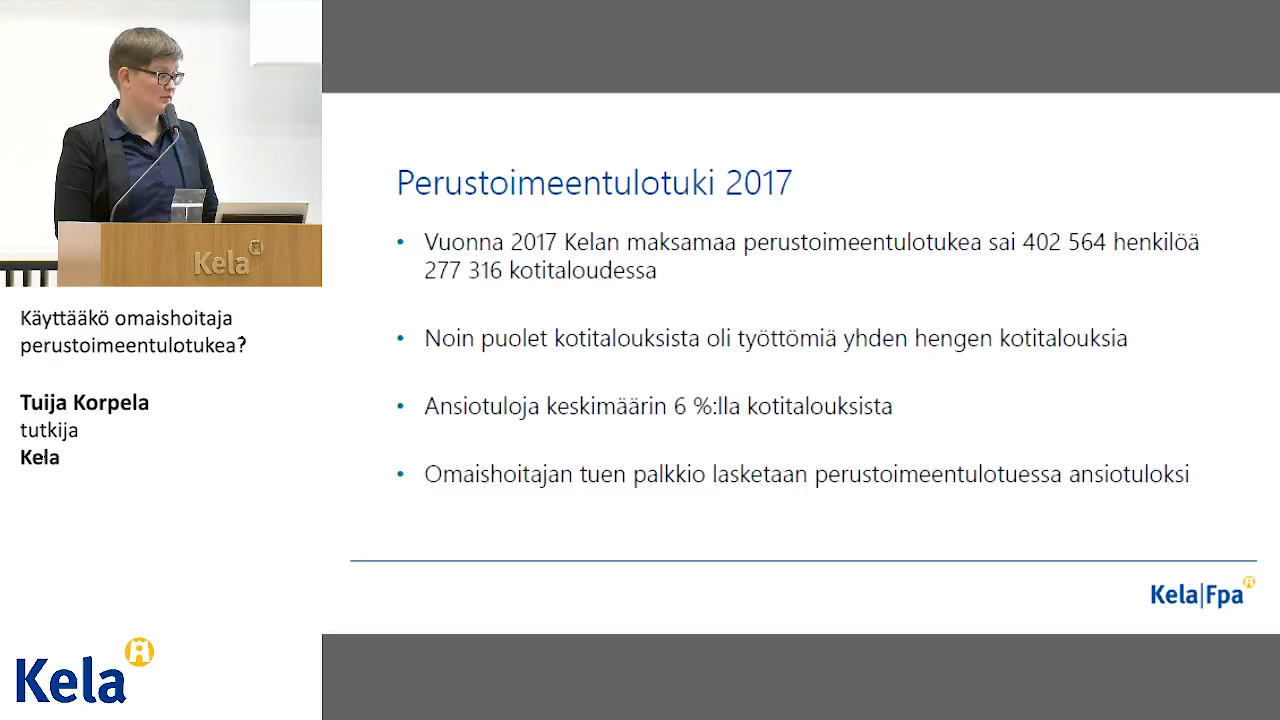 Kela
Käyttääkö omaishoitaja
perustoimeentulotukea?
Tuija Korpela
tutkija
Kela
Kela
Perustoimeentulotuki 2017
• Vuonna 2017 Kelan maksamaa perustoimeentulotukea sai 402 564 henkilöä
277 316 kotitaloudessa
• Noin puolet kotitalouksista oli työttömiä yhden hengen kotitalouksia
• Ansiotuloja keskimäärin 6 %:lla kotitalouksista
• Omaishoitajan tuen palkkio lasketaan perustoimeentulotuessa ansiotuloksi
Kela|Fpa